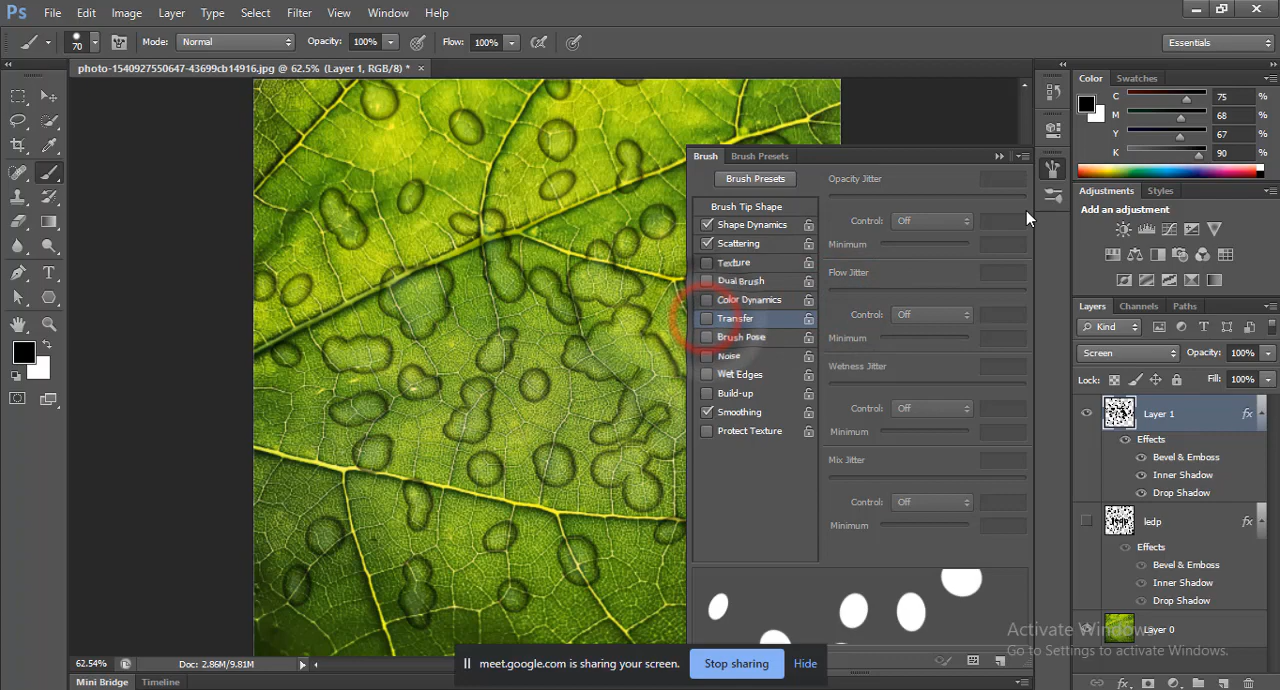 Ps File Edit Image Layer Type Select Filter 3D View Window Help
70 Mode: Normal Opacity: 100% Flow: 100% Essentials
photo-1540927550647-43699cb14916.jpg @ 62.5% (Layer 1, RGB/8) * ×
Color Swatches
C 75 %
M 68 %
Y 67 %
K 90 %
Brush Brush Presets
Brush Presets
Brush Tip Shape
Shape Dynamics
Scattering
Texture
Dual Brush
Color Dynamics
Transfer
Brush Pose
Noise
Wet Edges
Build-up
Smoothing
Protect Texture
Opacity Jitter
Control: Off
Minimum
Flow Jitter
Control: Off
Minimum
Wetness Jitter
Control: Off
Minimum
Mix Jitter
Control: Off
Minimum
Adjustments Styles
Add an adjustment
Layers Channels Paths
Kind
Screen Opacity: 100%
Lock: Fill: 100%
Layer 1 fx
Effects
Bevel & Emboss
Inner Shadow
Drop Shadow
ledp fx
Effects
Bevel & Emboss
Inner Shadow
Drop Shadow
Layer 0
Activate Windows
Go to Settings to activate Windows.
62.54% Doc: 2.86M/9.81M
meet.google.com is sharing your screen. Stop sharing Hide
Mini Bridge Timeline